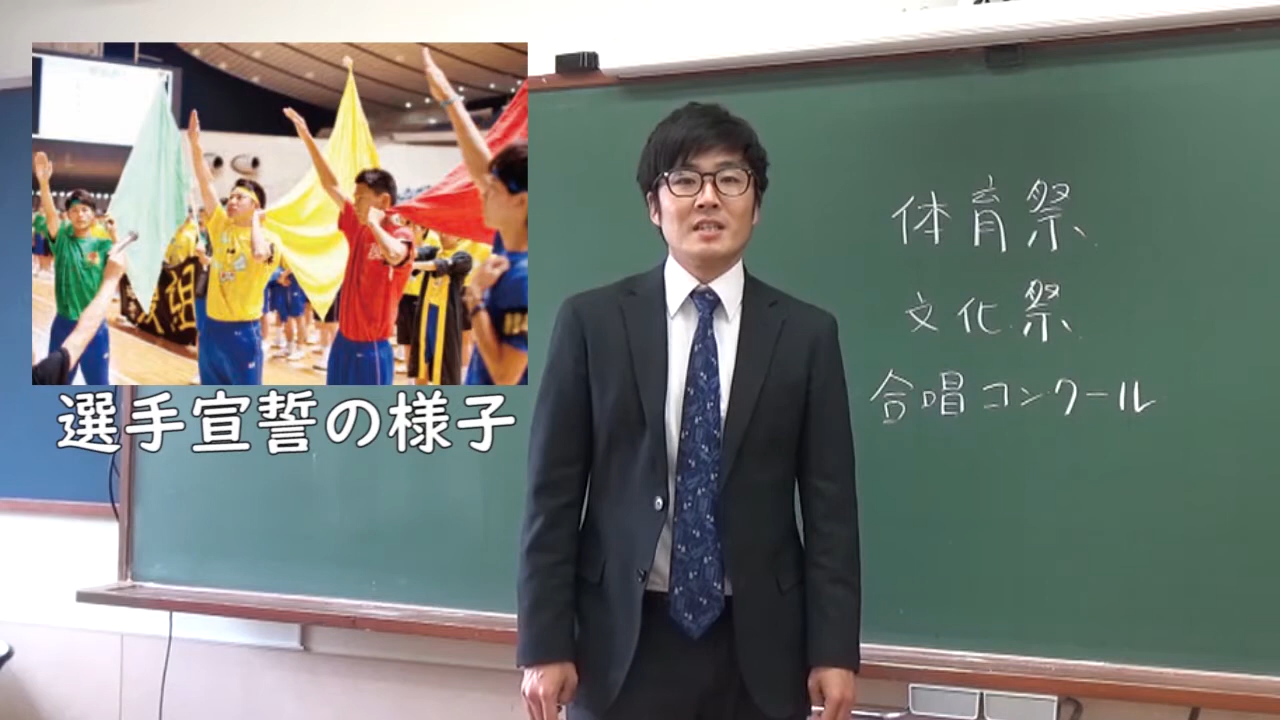 組
選手宣誓の様子
体育祭
文化祭
合唱コンクール